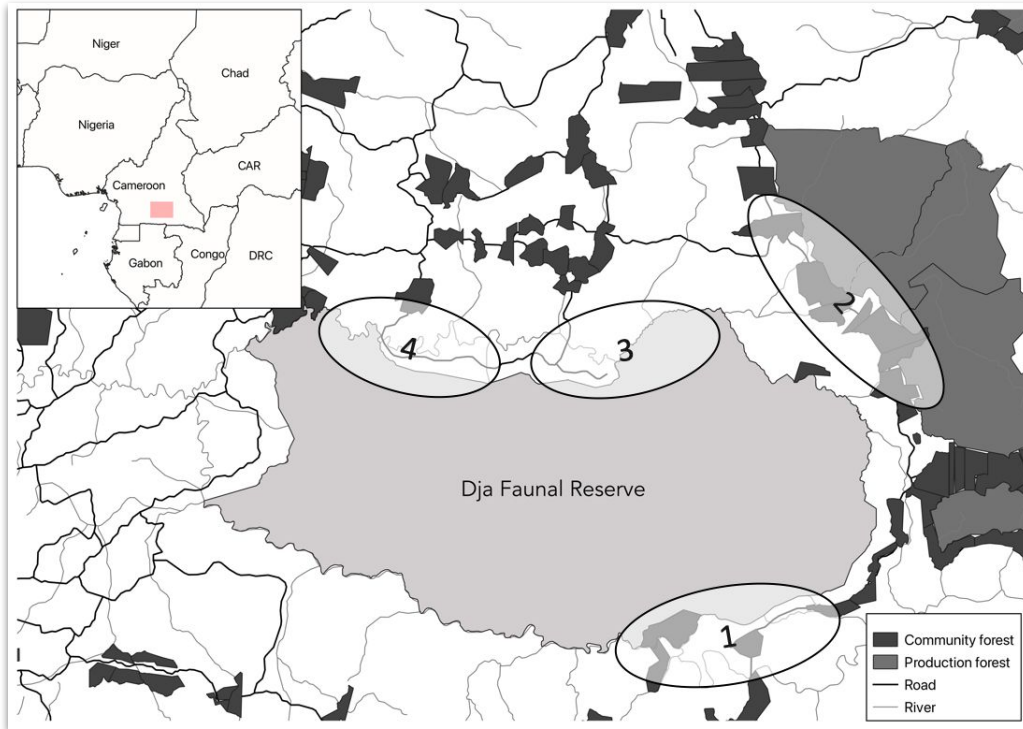 Niger
Chad
Nigeria
CAR
Cameroon
Gabon
Congo
DRC
2
4
3
Dja Faunal Reserve
1
Community forest
Production forest
Road
River